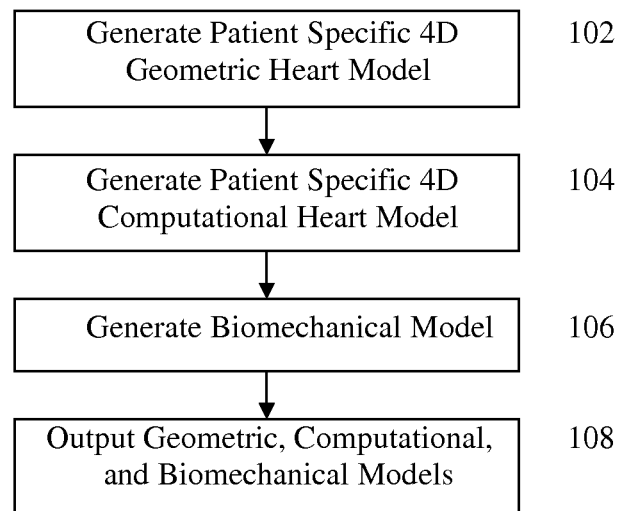 Generate Patient Specific 4D 102
Geometric Heart Model
Generate Patient Specific 4D 104
Computational Heart Model
Generate Biomechanical Model 106
Output Geometric, Computational, 108
and Biomechanical Models